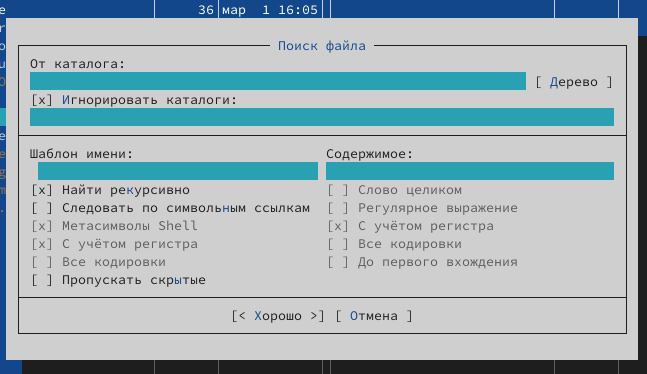 36 мар 1 16:05
Поиск файла
От каталога:
[ Дерево ]
[x] Игнорировать каталоги:
Шаблон имени: Содержимое:
[x] Найти рекурсивно [ ] Слово целиком
[ ] Следовать по символьным ссылкам [ ] Регулярное выражение
[x] Метасимволы Shell [x] С учётом регистра
[x] С учётом регистра [ ] Все кодировки
[ ] Все кодировки [ ] До первого вхождения
[ ] Пропускать скрытые
[< Хорошо >] [ Отмена ]